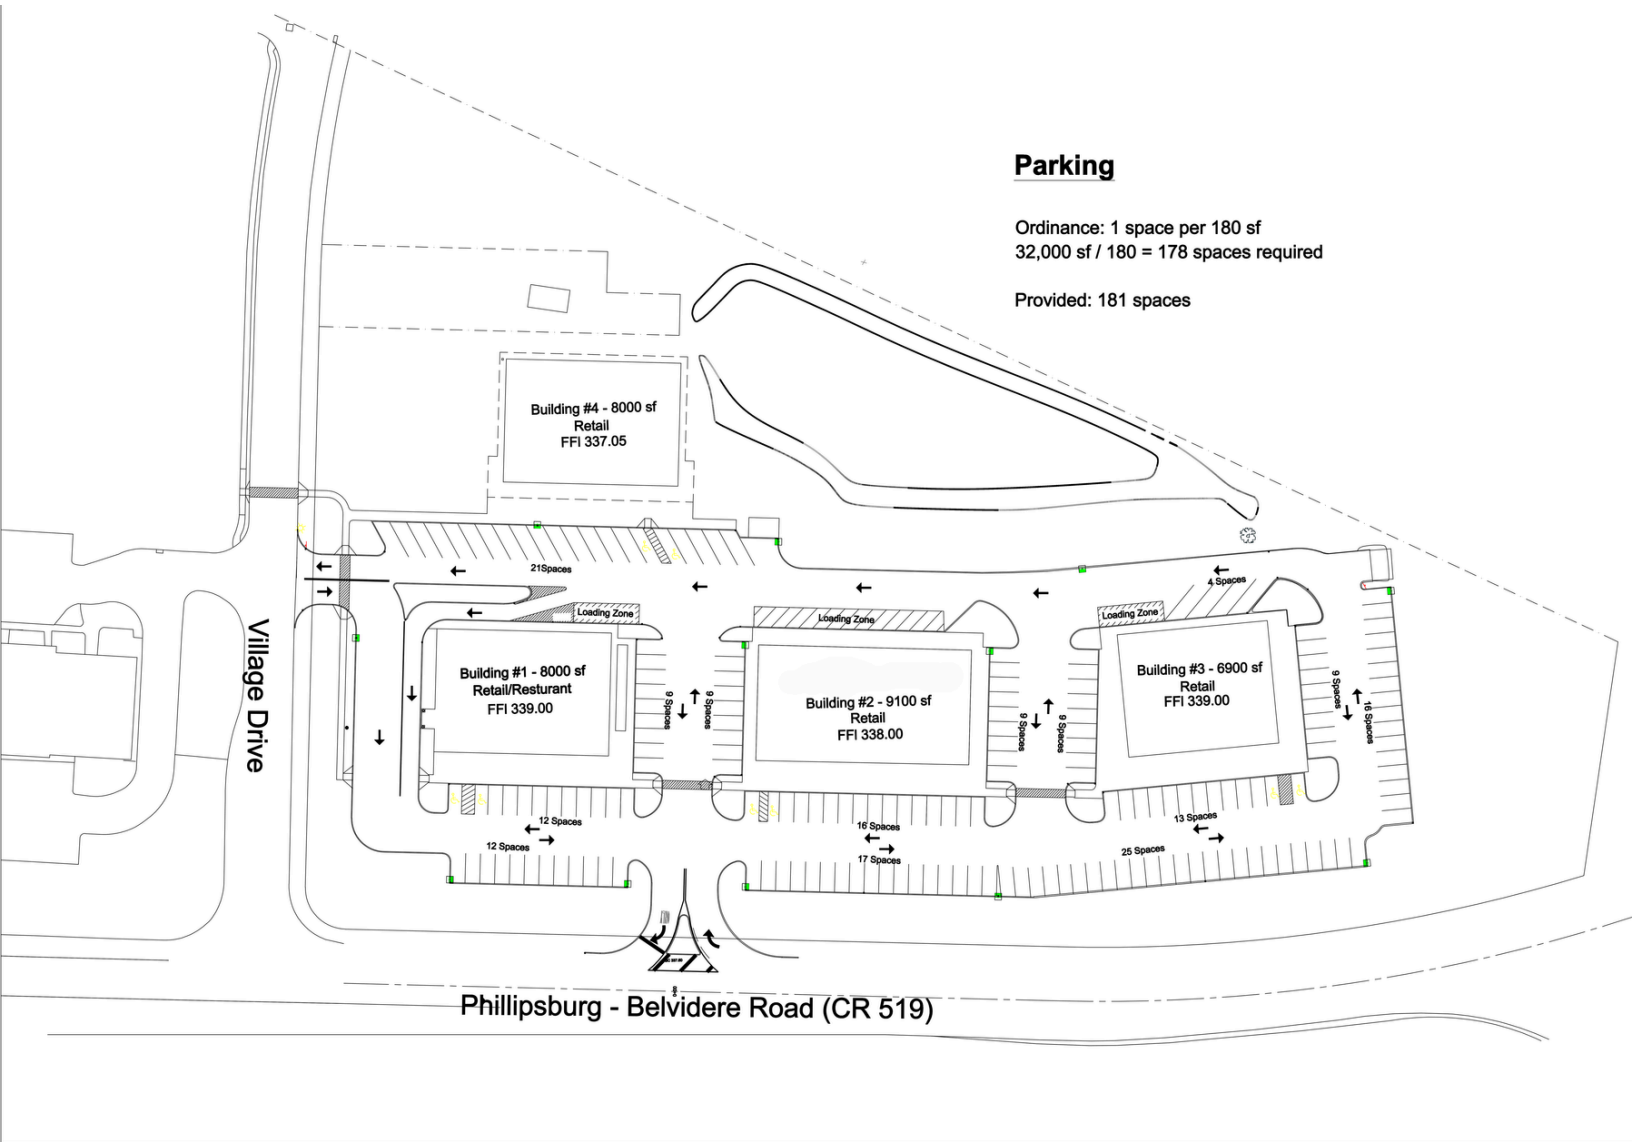 Parking
Ordinance: 1 space per 180 sf
32,000 sf / 180 = 178 spaces required
Provided: 181 spaces
Building #4 - 8000 sf
Retail
FFI 337.05
21Spaces
4 Spaces
Loading Zone
Loading Zone
Loading Zone
Village Drive
Building #1 - 8000 sf
Retail/Resturant
FFI 339.00
9 Spaces
9 Spaces
Building #2 - 9100 sf
Retail
FFI 338.00
9 Spaces
9 Spaces
Building #3 - 6900 sf
Retail
FFI 339.00
9 Spaces
16 Spaces
12 Spaces
12 Spaces
16 Spaces
17 Spaces
13 Spaces
25 Spaces
Phillipsburg - Belvidere Road (CR 519)